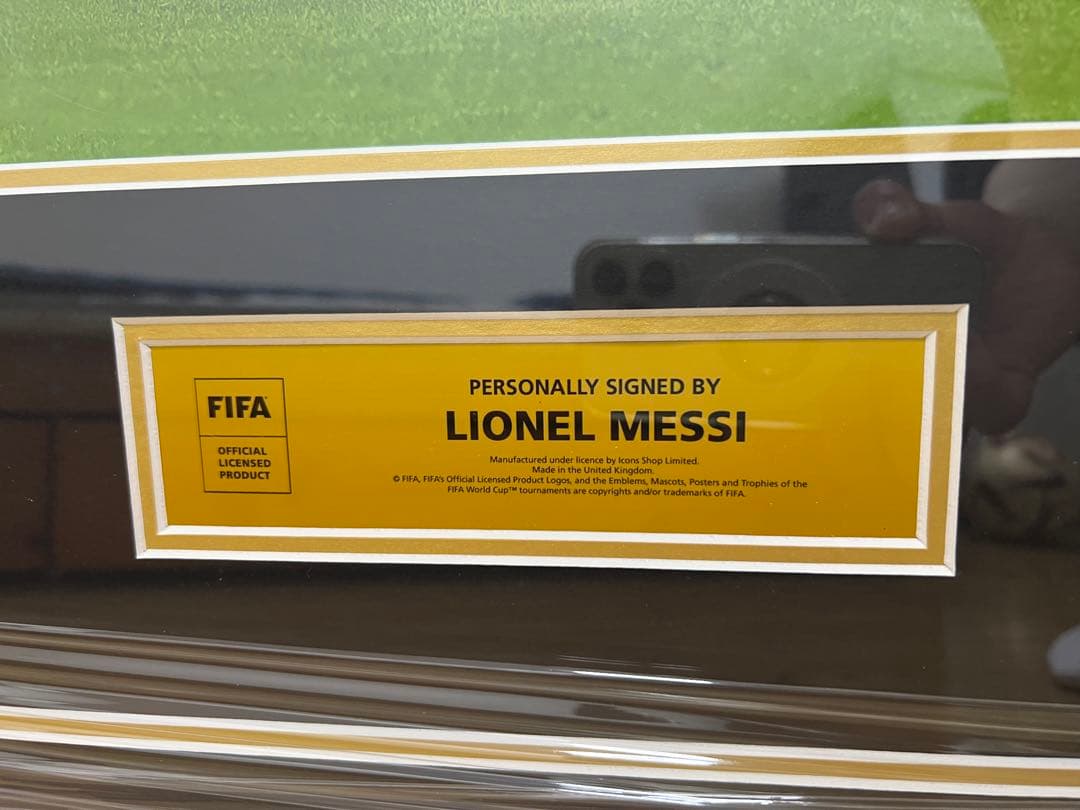 FIFA
OFFICIAL
LICENSED
PRODUCT
PERSONALLY SIGNED BY
LIONEL MESSI
Manufactured under licence by Icons Shop Limited.
Made in the United Kingdom.
© FIFA, FIFA's Official Licensed Product Logos, and the Emblems, Mascots, Posters and Trophies of the
FIFA World Cup™ tournaments are copyrights and/or trademarks of FIFA.